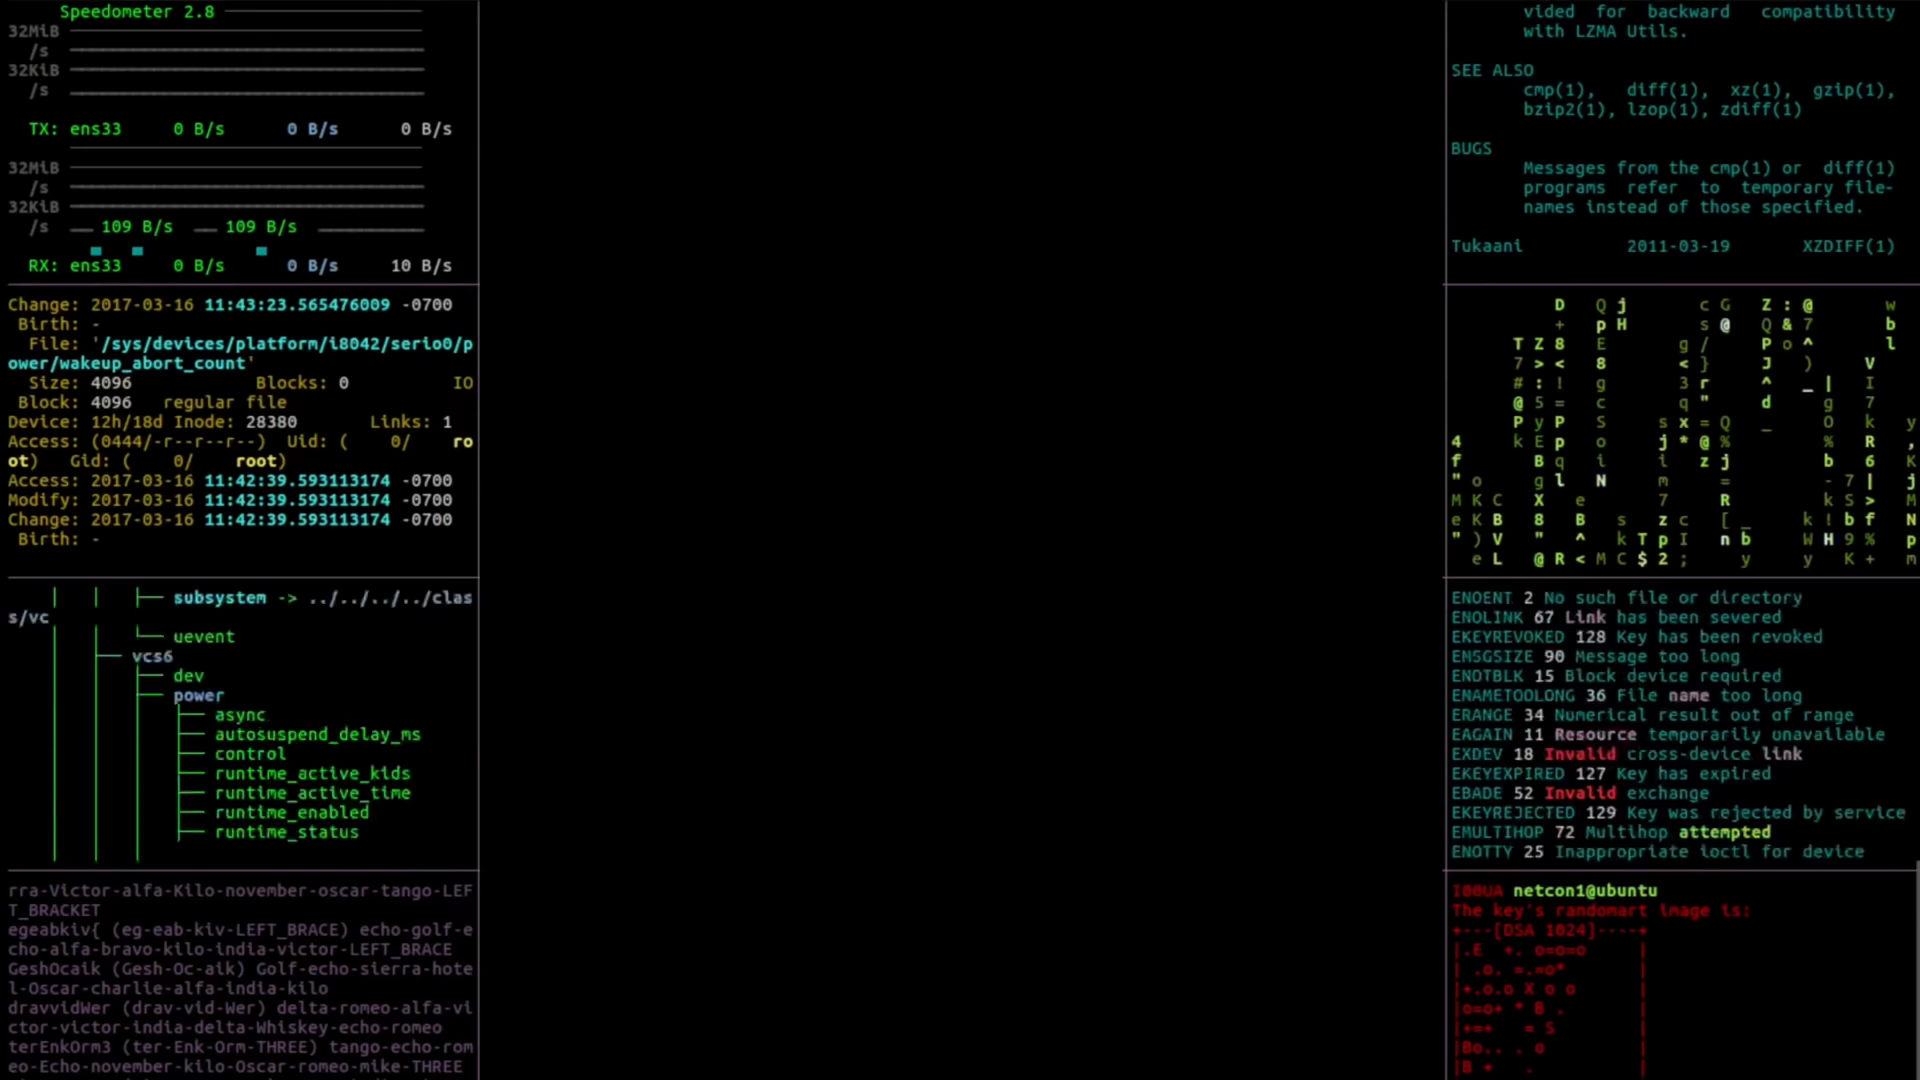 Speedometer 2.8
32MiB
/s
32KiB
/s
TX: ens33 0 B/s 0 B/s 0 B/s
32MiB
/s
32KiB
/s 109 B/s 109 B/s
RX: ens33 0 B/s 0 B/s 10 B/s
Change: 2017-03-16 11:43:23.565476009 -0700
Birth: -
File: '/sys/devices/platform/i8042/serio0/p
ower/wakeup_abort_count'
Size: 4096 Blocks: 0 IO
Block: 4096 regular file
Device: 12h/18d Inode: 28380 Links: 1
Access: (0444/-r--r--r--) Uid: ( 0/ ro
ot) Gid: ( 0/ root)
Access: 2017-03-16 11:42:39.593113174 -0700
Modify: 2017-03-16 11:42:39.593113174 -0700
Change: 2017-03-16 11:42:39.593113174 -0700
Birth: -
subsystem -> ../../../../clas
s/vc
uevent
vcs6
dev
power
async
autosuspend_delay_ms
control
runtime_active_kids
runtime_active_time
runtime_enabled
runtime_status
rra-Victor-alfa-Kilo-november-oscar-tango-LEF
T_BRACKET
egeabkiv{ (eg-eab-kiv-LEFT_BRACE) echo-golf-e
cho-alfa-bravo-kilo-india-victor-LEFT_BRACE
GeshOcaik (Gesh-Oc-aik) Golf-echo-sierra-hote
l-Oscar-charlie-alfa-india-kilo
dravvidWer (drav-vid-Wer) delta-romeo-alfa-vi
ctor-victor-india-delta-Whiskey-echo-romeo
terEnkOrm3 (ter-Enk-Orm-THREE) tango-echo-rom
eo-Echo-november-kilo-Oscar-romeo-mike-THREE
vided for backward compatibility
with LZMA Utils.
SEE ALSO
cmp(1), diff(1), xz(1), gzip(1),
bzip2(1), lzop(1), zdiff(1)
BUGS
Messages from the cmp(1) or diff(1)
programs refer to temporary file-
names instead of those specified.
Tukaani 2011-03-19 XZDIFF(1)
D Q j c G Z : @ w
+ p H s @ Q & 7 b
T Z 8 E g / P o ^ l
7 > < 8 < } J ) V
# : ! g 3 r ^ _ | I
@ 5 = c q " d g 7
P y P S s x = Q _ O k y
4 k E p o j * @ % % R ,
f B q i i z j b 6 K
" o g l N m = - 7 | j
M K C X e 7 R k S > M
e K B 8 B s z c [ _ k ! b f N
" ) V " ^ k T p I n b W H 9 % p
e L @ R < M C $ 2 ; y y K + m
ENOENT 2 No such file or directory
ENOLINK 67 Link has been severed
EKEYREVOKED 128 Key has been revoked
EMSGSIZE 90 Message too long
ENOTBLK 15 Block device required
ENAMETOOLONG 36 File name too long
ERANGE 34 Numerical result out of range
EAGAIN 11 Resource temporarily unavailable
EXDEV 18 Invalid cross-device link
EKEYEXPIRED 127 Key has expired
EBADE 52 Invalid exchange
EKEYREJECTED 129 Key was rejected by service
EMULTIHOP 72 Multihop attempted
ENOTTY 25 Inappropriate ioctl for device
netcon1@ubuntu
The key's randomart image is:
+---[DSA 1024]----+
|.E +. o=o=o |
| .o. =.=o* |
|+.o.o X o o |
|o=o+ * B . |
|+=+ = S |
|Bo.. . o |
|B + . |